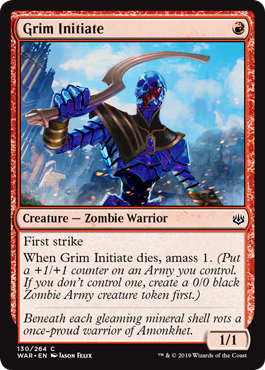 Grim Initiate
Creature — Zombie Warrior
First strike
When Grim Initiate dies, amass 1. (Put
a +1/+1 counter on an Army you control.
If you don't control one, create a 0/0 black
Zombie Army creature token first.)
Beneath each gleaming mineral shell rots a
once-proud warrior of Amonkhet.
1/1
130/264 C
WAR • EN Jason Felix
™ & © 2019 Wizards of the Coast